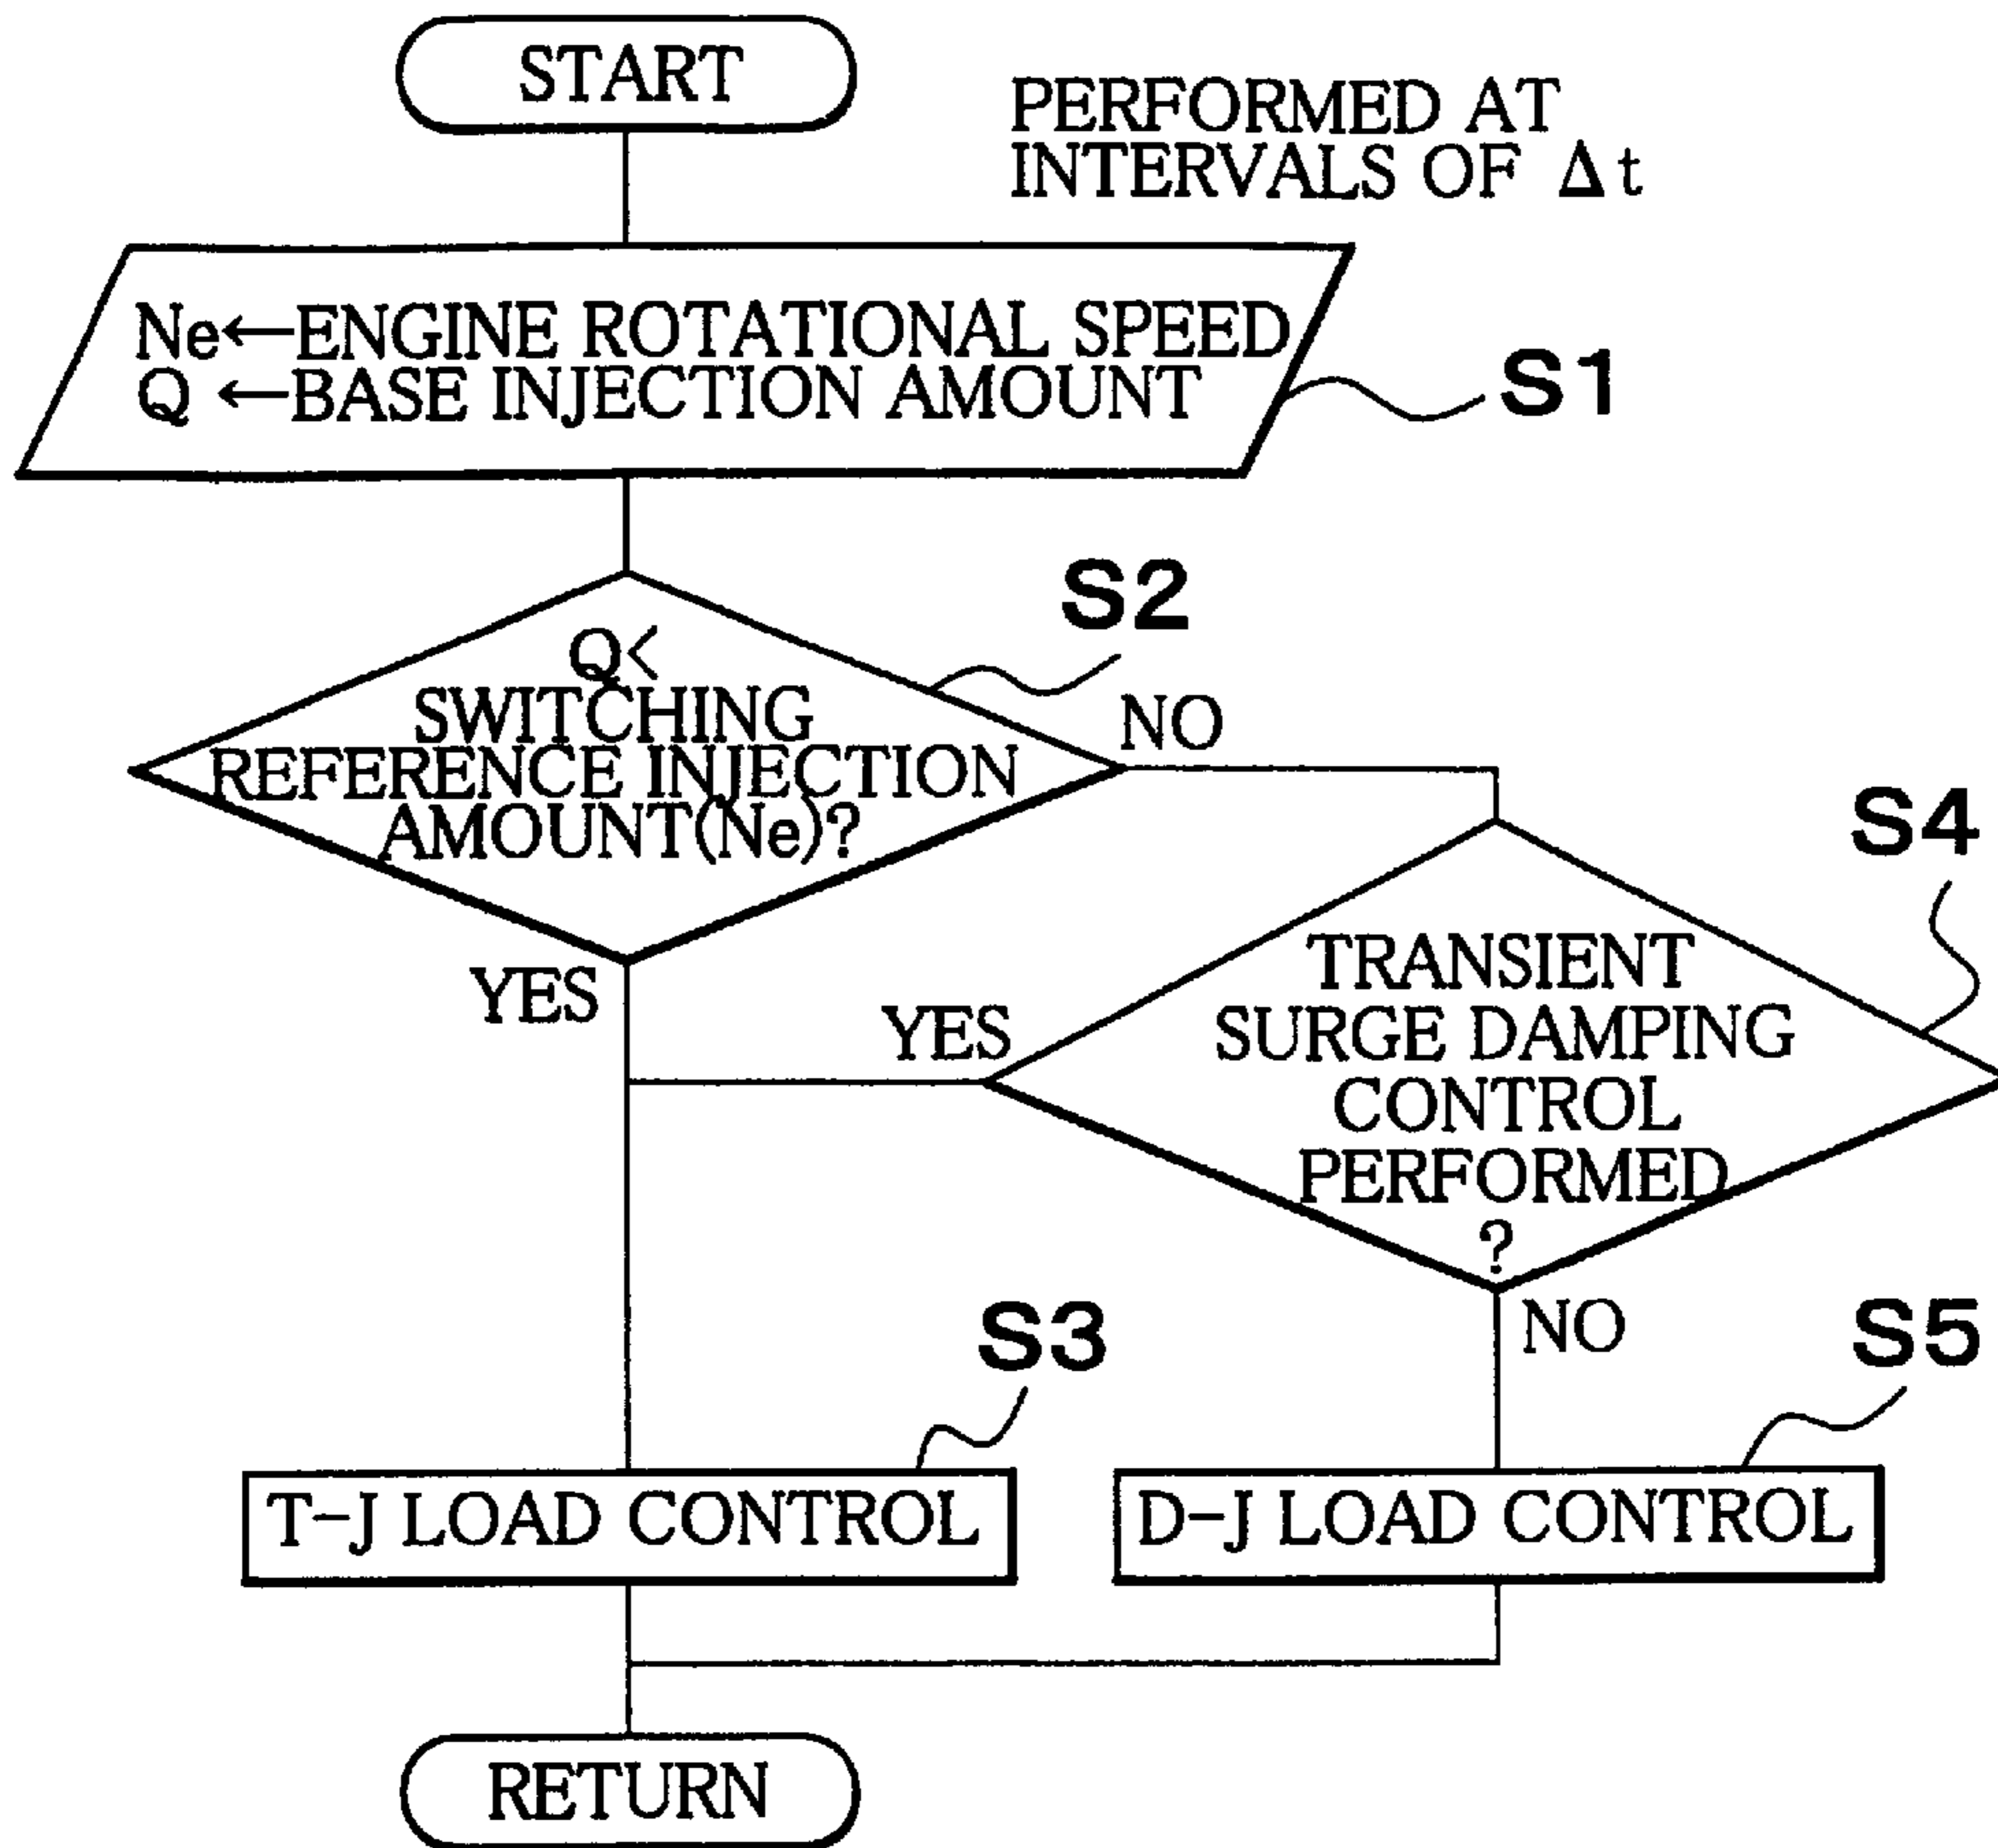 START
PERFORMED AT
INTERVALS OF Δt
Ne←ENGINE ROTATIONAL SPEED
Q ←BASE INJECTION AMOUNT
S1
S2
Q<
SWITCHING
REFERENCE INJECTION
AMOUNT(Ne)?
NO
YES
S4
TRANSIENT
SURGE DAMPING
CONTROL
PERFORMED
?
YES
NO
S3
T-J LOAD CONTROL
S5
D-J LOAD CONTROL
RETURN